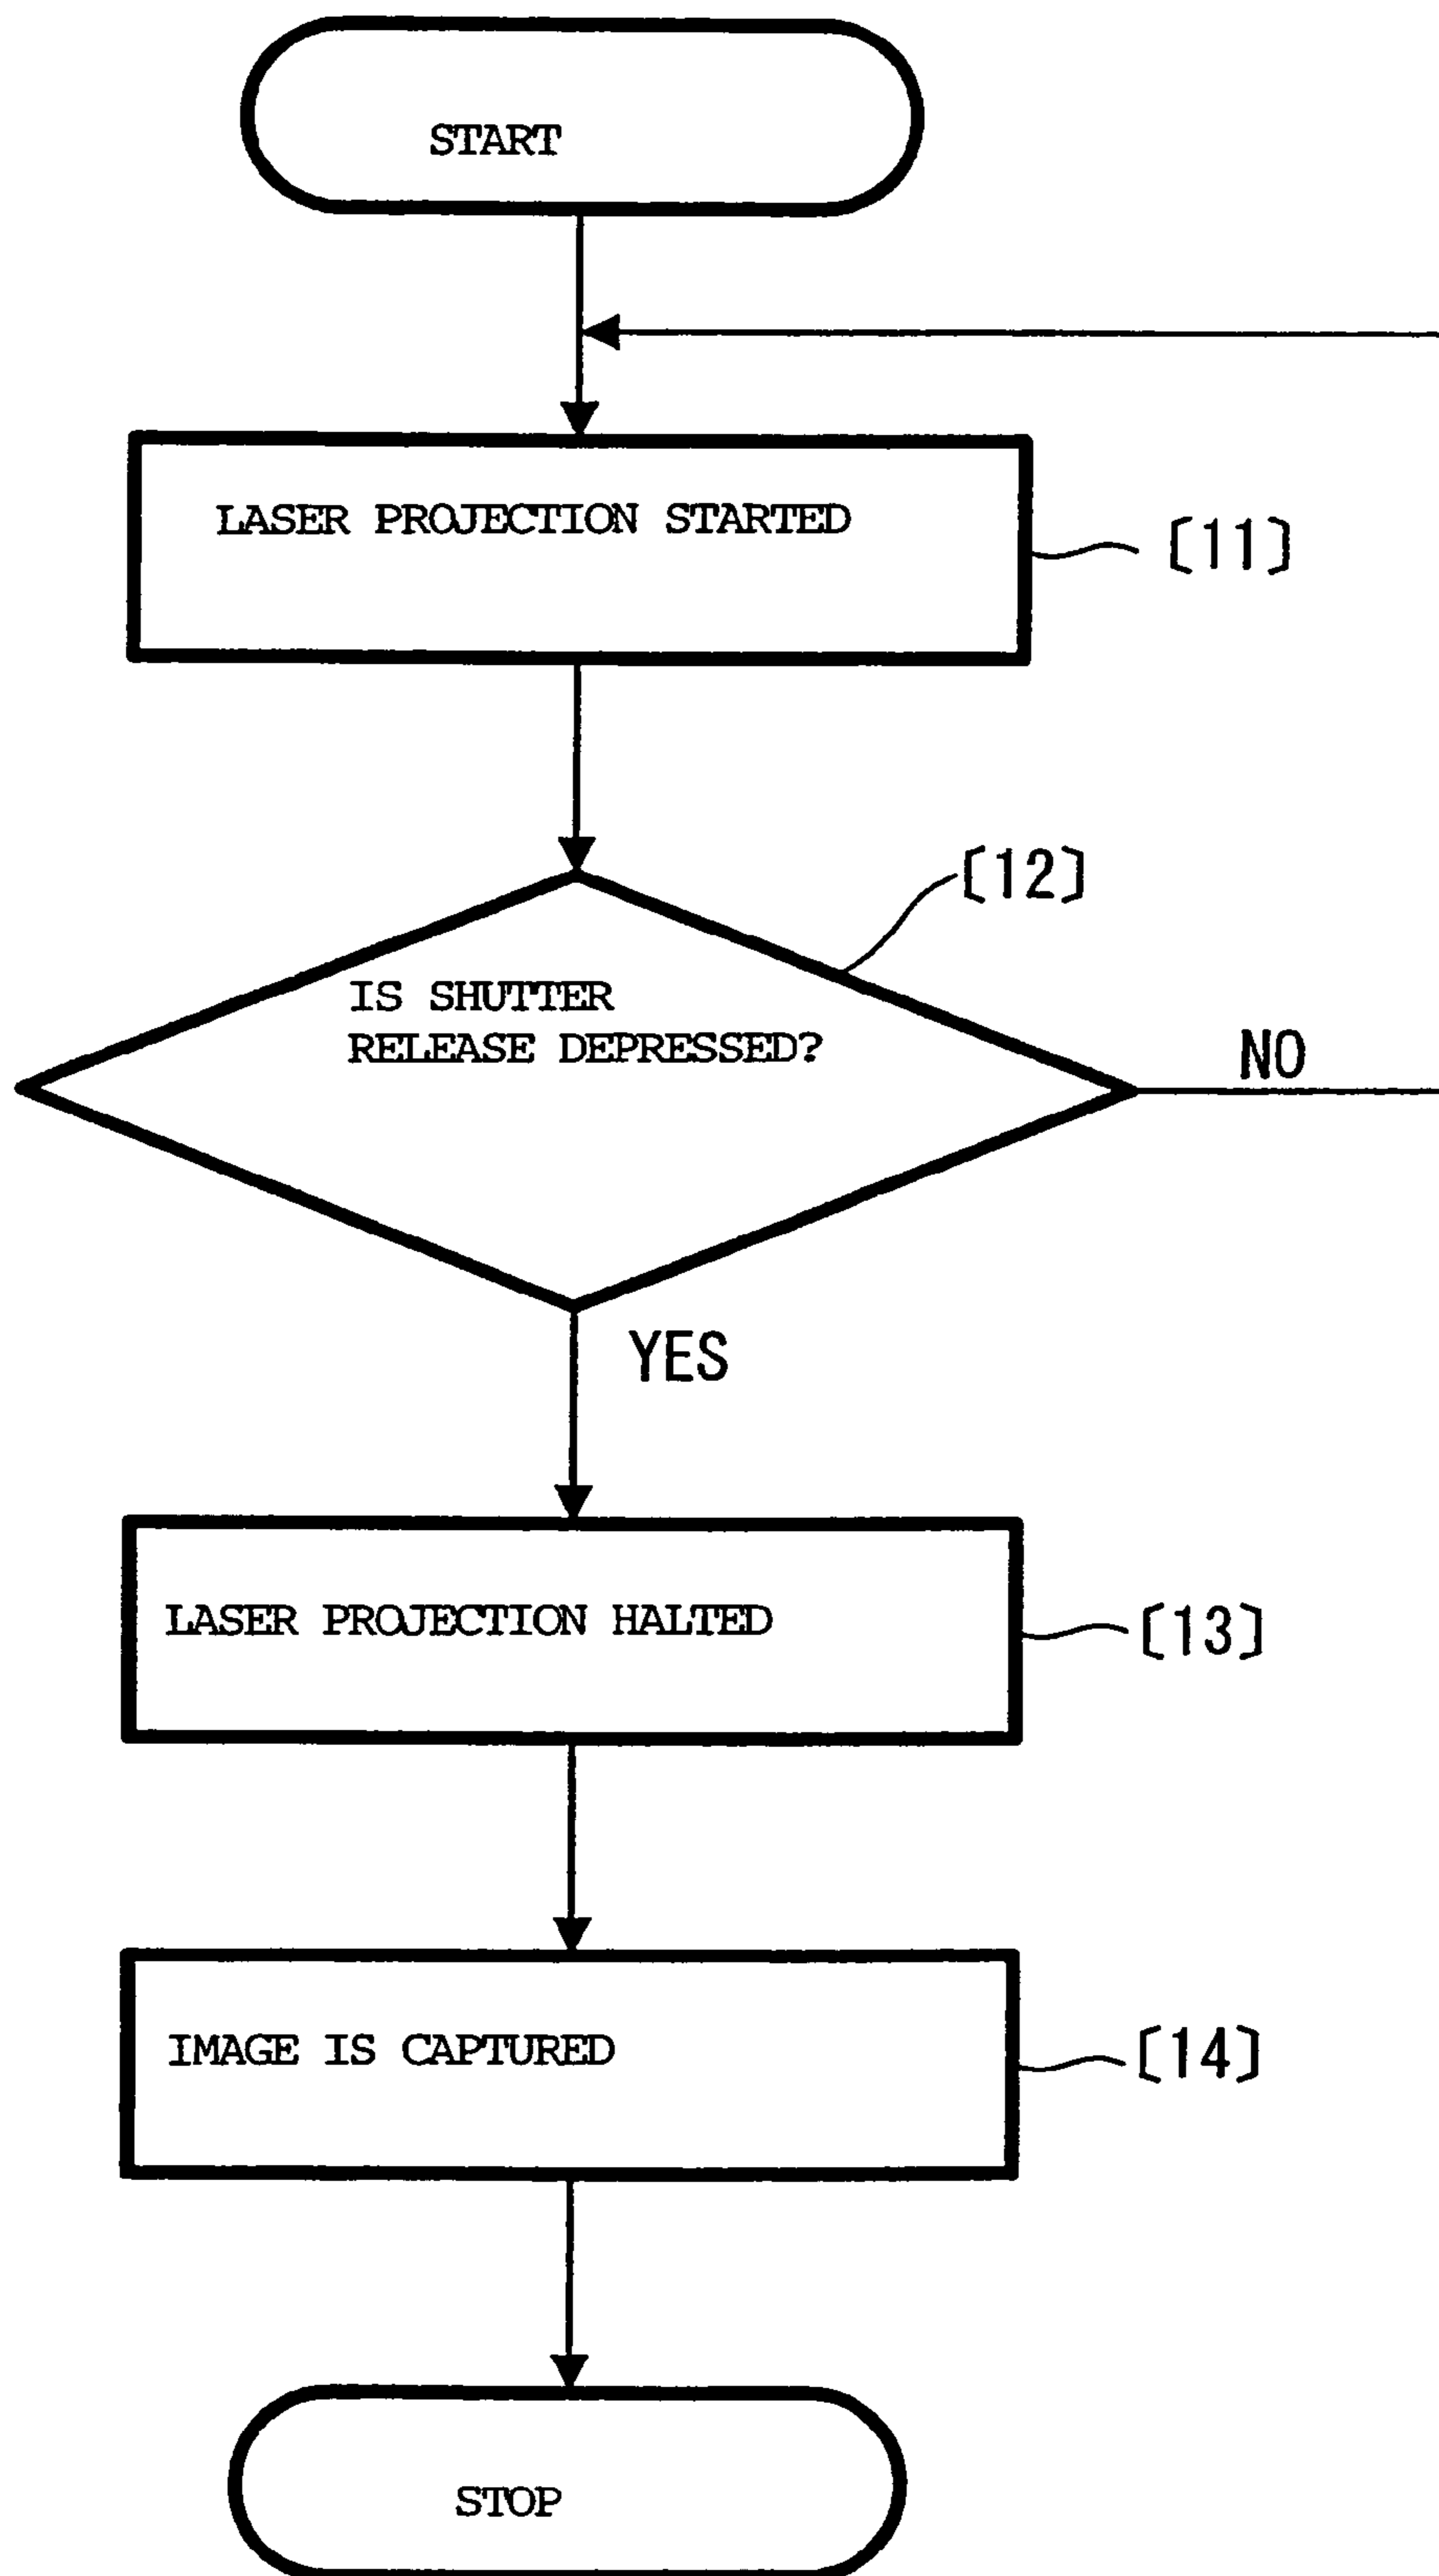 START
LASER PROJECTION STARTED
〔11〕
〔12〕
IS SHUTTER
RELEASE DEPRESSED?
NO
YES
LASER PROJECTION HALTED
〔13〕
IMAGE IS CAPTURED
〔14〕
STOP